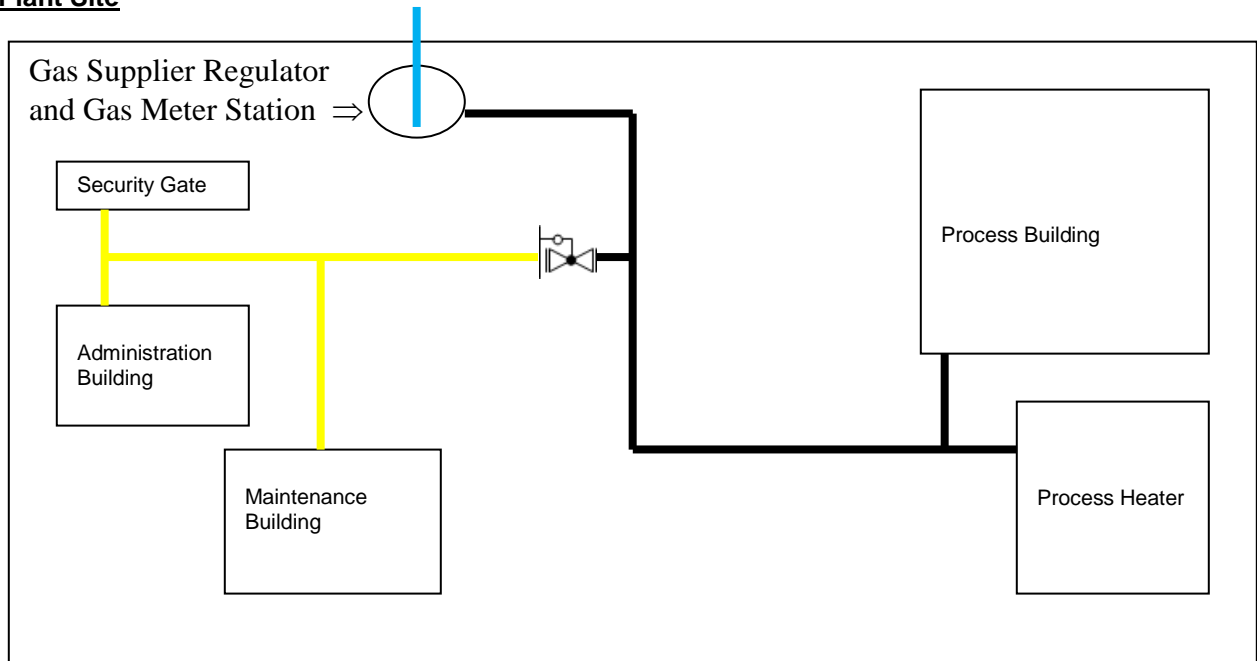 Plant Site
Gas Supplier Regulator
and Gas Meter Station ⇒
Security Gate
Process Building
Administration
Building
Maintenance
Building
Process Heater